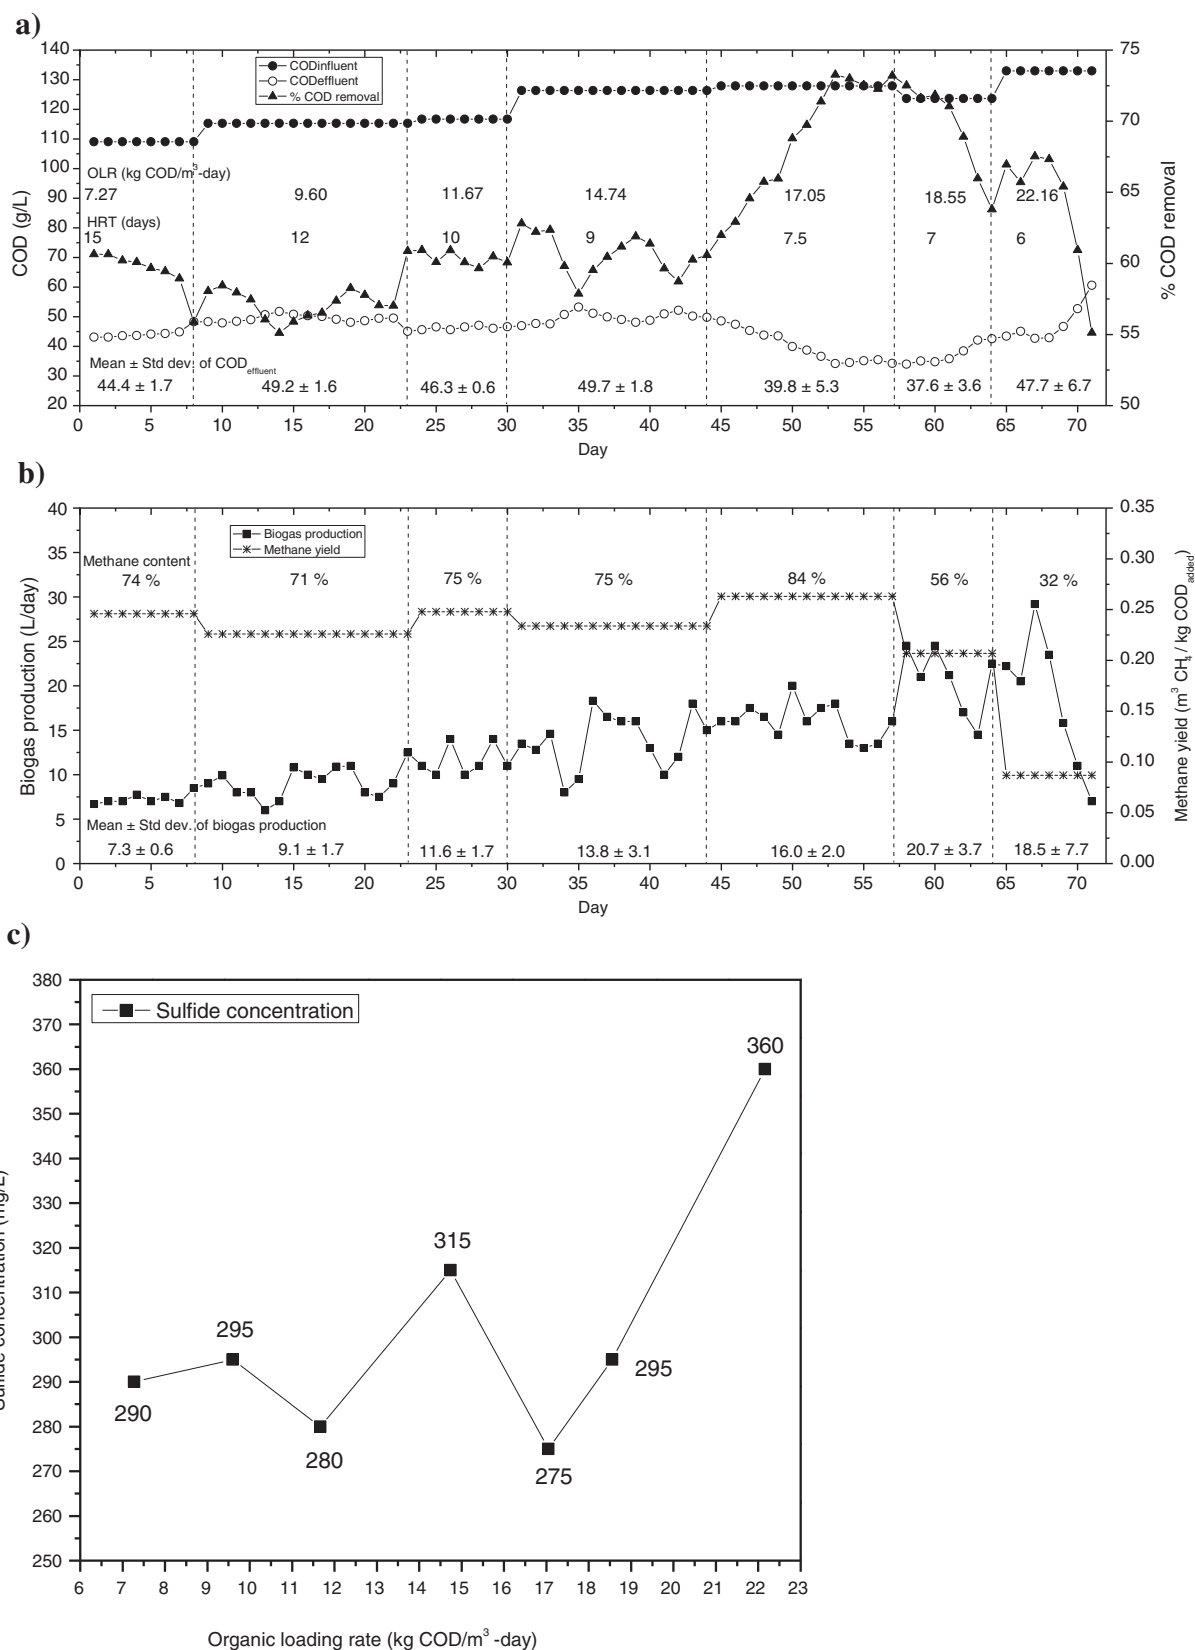 a)
140
130
120
110
100
90
80
70
60
50
40
30
20
COD (g/L)
CODinfluent
CODeffluent
% COD removal
75
70
65
60
55
50
% COD removal
OLR (kg COD/m³-day)
7.27 9.60 11.67 14.74 17.05 18.55 22.16
HRT (days)
15 12 10 9 7.5 7 6
Mean ± Std dev. of CODeffluent
44.4 ± 1.7 49.2 ± 1.6 46.3 ± 0.6 49.7 ± 1.8 39.8 ± 5.3 37.6 ± 3.6 47.7 ± 6.7
0 5 10 15 20 25 30 35 40 45 50 55 60 65 70
Day
b)
40
35
30
25
20
15
10
5
0
Biogas production (L/day)
Biogas production
Methane yield
0.35
0.30
0.25
0.20
0.15
0.10
0.05
0.00
Methane yield (m³ CH₄ / kg CODadded)
Methane content
74 % 71 % 75 % 75 % 84 % 56 % 32 %
Mean ± Std dev. of biogas production
7.3 ± 0.6 9.1 ± 1.7 11.6 ± 1.7 13.8 ± 3.1 16.0 ± 2.0 20.7 ± 3.7 18.5 ± 7.7
0 5 10 15 20 25 30 35 40 45 50 55 60 65 70
Day
c)
380
370
360
350
340
330
320
310
300
290
280
270
260
250
concentration (mg/L)
Sulfide concentration
360
315
295
295
290
280
275
6 7 8 9 10 11 12 13 14 15 16 17 18 19 20 21 22 23
Organic loading rate (kg COD/m³ -day)